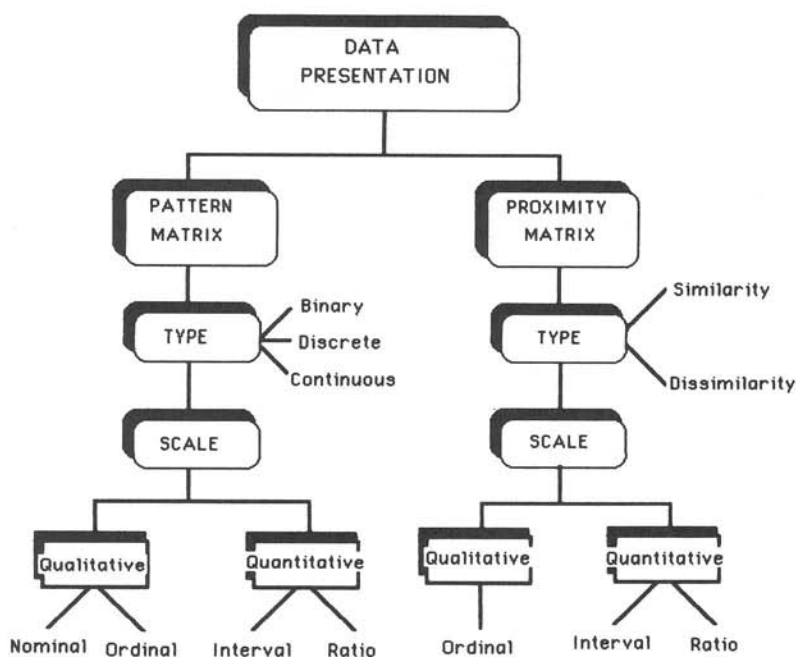 DATA
PRESENTATION
PATTERN
MATRIX
PROXIMITY
MATRIX
TYPE
Binary
Discrete
Continuous
TYPE
Similarity
Dissimilarity
SCALE
SCALE
Qualitative
Quantitative
Qualitative
Quantitative
Nominal
Ordinal
Interval
Ratio
Ordinal
Interval
Ratio